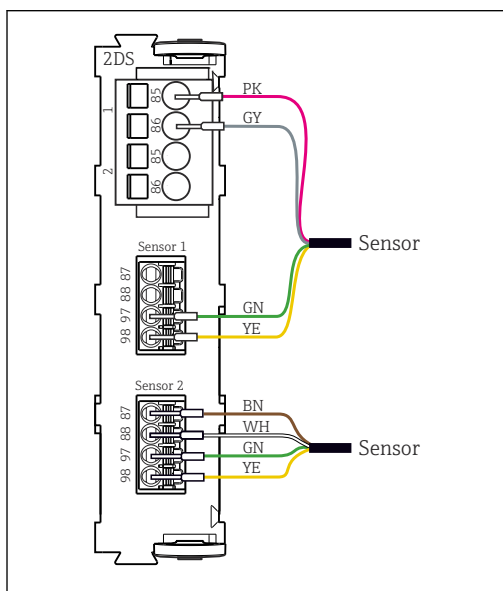 2DS
1
85
PK
86
GY
2
85
86
Sensor
Sensor 1
87
88
97
GN
98
YE
Sensor 2
87
BN
88
WH
97
GN
Sensor
98
YE